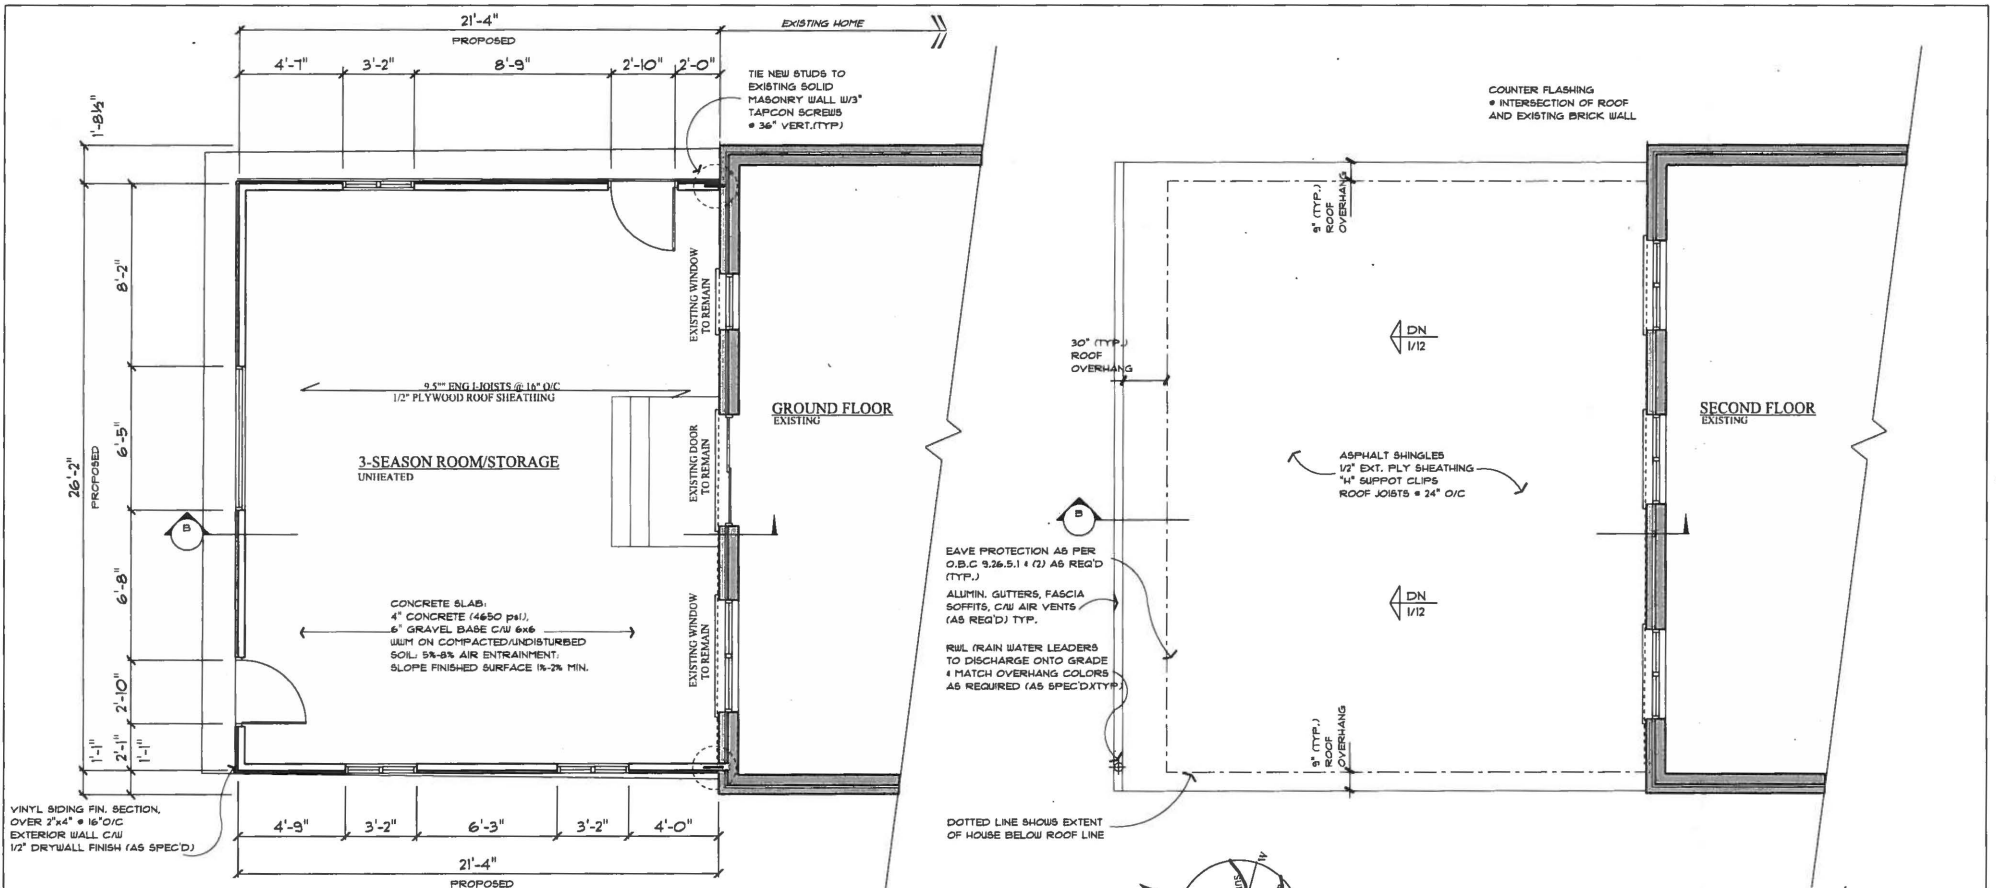 21'-4"
PROPOSED
EXISTING HOME
4'-7"
3'-2"
8'-9"
2'-10"
2'-0"
1'-8½"
TIE NEW STUDS TO
EXISTING SOLID
MASONRY WALL W/3"
TAPCON SCREWS
@ 36" VERT.(TYP)
8'-2"
6'-5"
26'-2"
PROPOSED
6'-8"
2'-10"
2'-1"
1'-1"
1'-1"
EXISTING WINDOW
TO REMAIN
9.5"" ENG I-JOISTS @ 16" O/C
1/2" PLYWOOD ROOF SHEATHING
GROUND FLOOR
EXISTING
3-SEASON ROOM/STORAGE
UNHEATED
EXISTING DOOR
TO REMAIN
B
CONCRETE SLAB:
4" CONCRETE (4650 psi),
6" GRAVEL BASE C/W 6x6
WWM ON COMPACTED/UNDISTURBED
SOIL; 5%-8% AIR ENTRAINMENT;
SLOPE FINISHED SURFACE 1%-2% MIN.
EXISTING WINDOW
TO REMAIN
VINYL SIDING FIN. SECTION,
OVER 2"x4" @ 16"O/C
EXTERIOR WALL C/W
1/2" DRYWALL FINISH (AS SPEC'D)
4'-9"
3'-2"
6'-3"
3'-2"
4'-0"
21'-4"
PROPOSED
COUNTER FLASHING
@ INTERSECTION OF ROOF
AND EXISTING BRICK WALL
9" (TYP.)
ROOF
OVERHANG
30" (TYP.)
ROOF
OVERHANG
DN
1/12
SECOND FLOOR
EXISTING
ASPHALT SHINGLES
1/2" EXT. PLY SHEATHING
"H" SUPPOT CLIPS
ROOF JOISTS @ 24" O/C
B
EAVE PROTECTION AS PER
O.B.C 9.26.5.1 & (2) AS REQ'D
(TYP.)
ALUMIN. GUTTERS, FASCIA
SOFFITS, C/W AIR VENTS
(AS REQ'D) TYP.
DN
1/12
RWL (RAIN WATER LEADERS
TO DISCHARGE ONTO GRADE
& MATCH OVERHANG COLORS
AS REQUIRED (AS SPEC'D)(TYP.)
9" (TYP.)
ROOF
OVERHANG
DOTTED LINE SHOWS EXTENT
OF HOUSE BELOW ROOF LINE
W